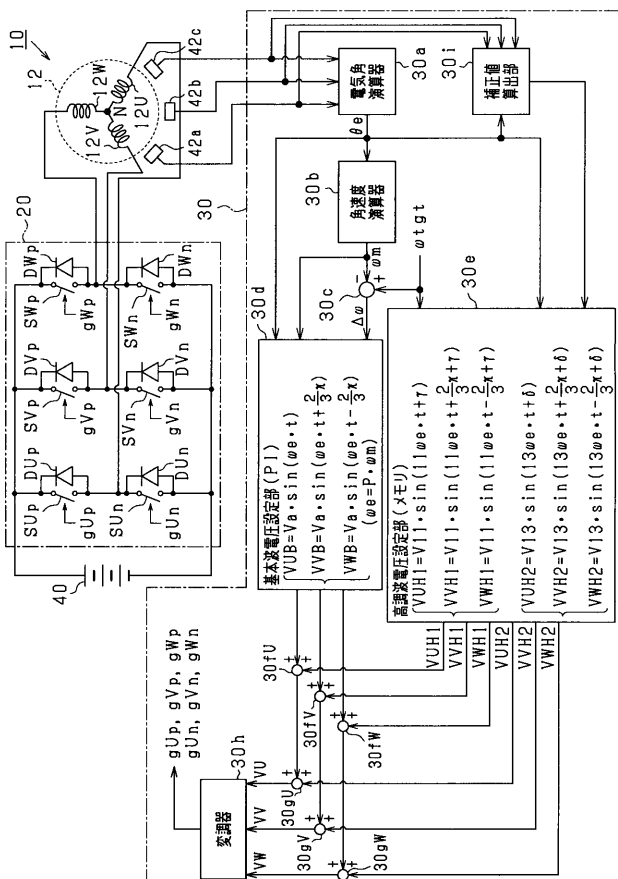 10
12
12W
12U
12V
N
42c
42b
42a
20
DWp
SWp
gWp
DWn
SWn
gWn
DVp
SVp
gVp
DVn
SVn
gVn
DUp
SUp
gUp
DUn
SUn
gUn
40
30
30a
電気角
演算器
θe
30i
補正値
算出部
30b
角速度
演算器
ωm
30c
－
＋
Δω
ωtgt
30d
基本波電圧設定部(PI)
VUB=Va・sin(ωe・t)
VVB=Va・sin(ωe・t+2/3π)
VWB=Va・sin(ωe・t-2/3π)
(ωe=P・ωm)
30e
高調波電圧設定部(メモリ)
VUH1=V11・sin(11ωe・t+γ)
VVH1=V11・sin(11ωe・t+2/3π+γ)
VWH1=V11・sin(11ωe・t-2/3π+γ)
VUH2=V13・sin(13ωe・t+δ)
VVH2=V13・sin(13ωe・t+2/3π+δ)
VWH2=V13・sin(13ωe・t-2/3π+δ)
VUH1
VVH1
VWH1
VUH2
VVH2
VWH2
30fU
＋ ＋
30fV
＋ ＋
30fW
＋ ＋
30gU
＋ ＋
30gV
＋ ＋
30gW
＋ ＋
VU
VV
VW
30h
変調器
gUp, gVp, gWp
gUn, gVn, gWn